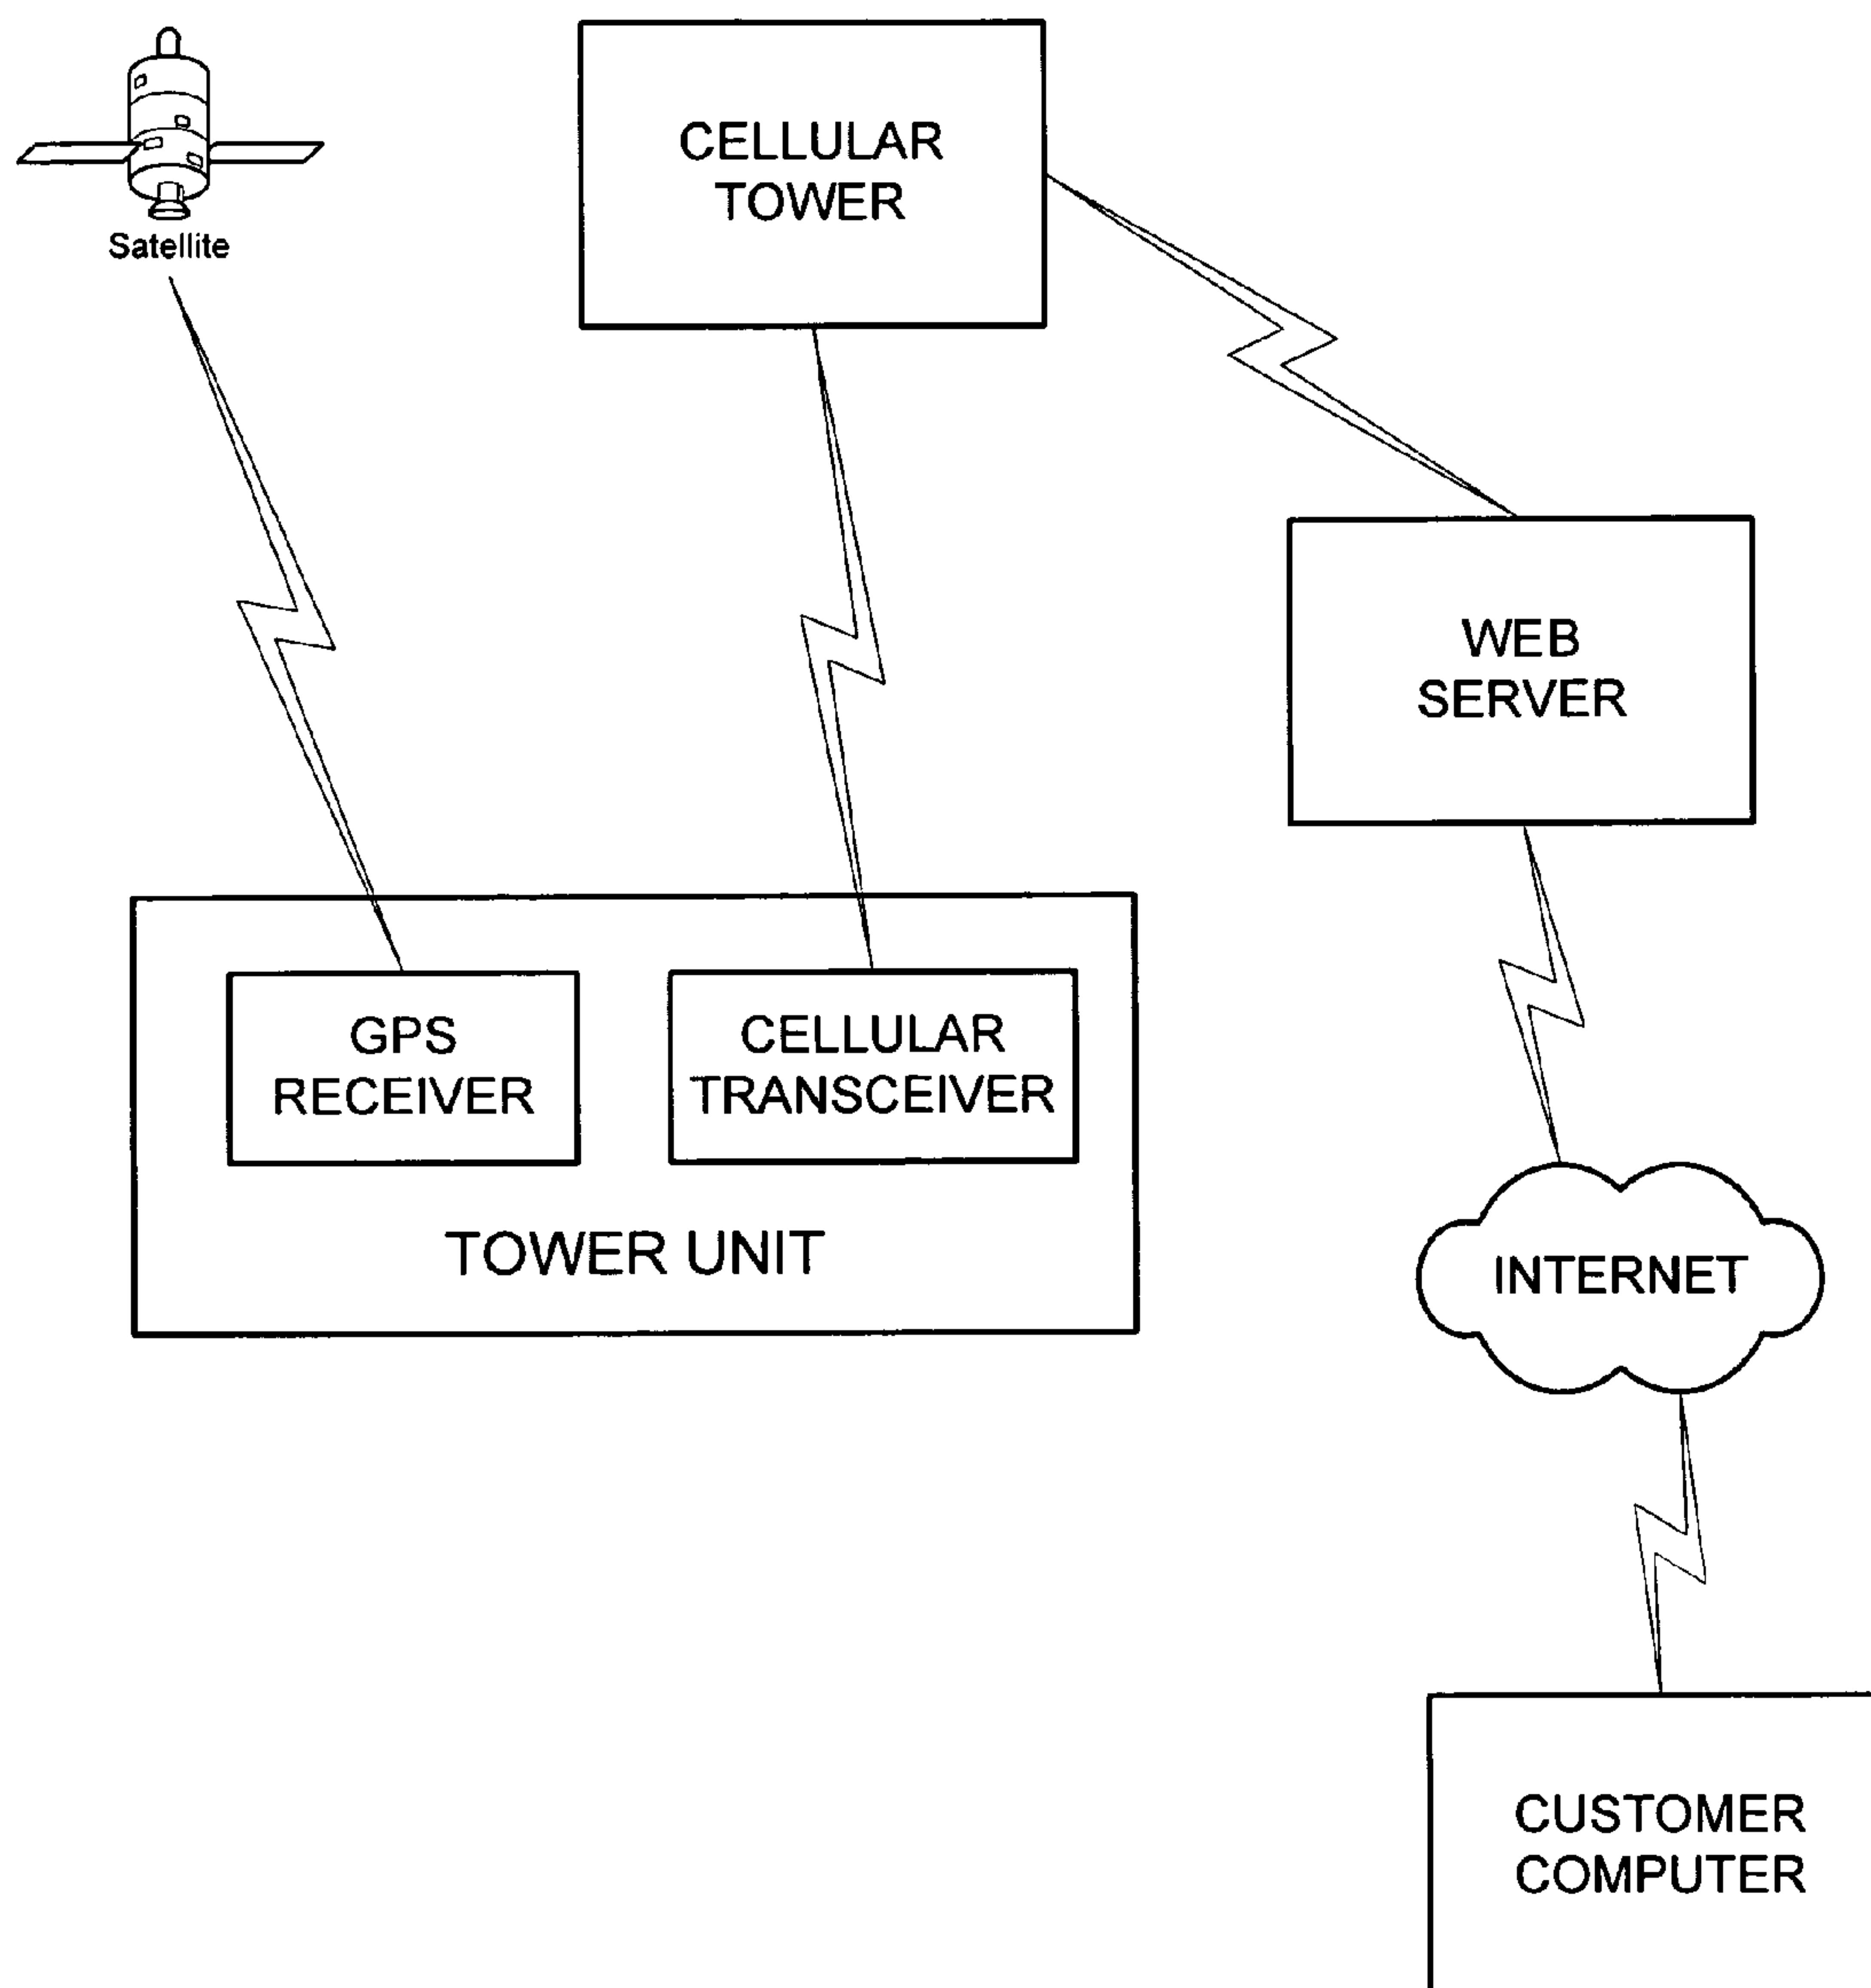 CELLULAR
TOWER
Satellite
WEB
SERVER
GPS
RECEIVER
CELLULAR
TRANSCEIVER
TOWER UNIT
INTERNET
CUSTOMER
COMPUTER